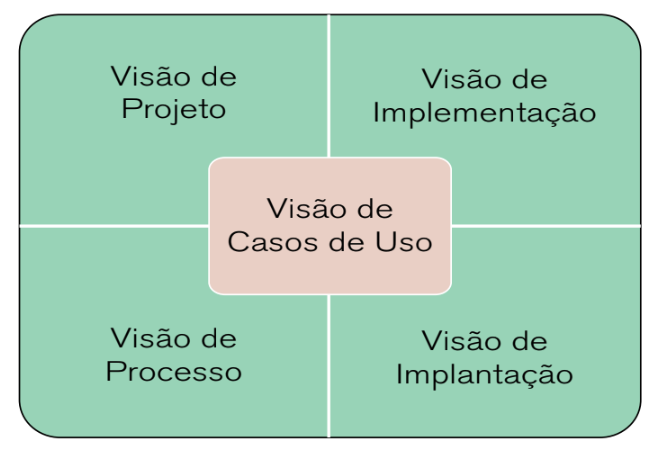 Visão de
Projeto
Visão de
Implementação
Visão de
Casos de Uso
Visão de
Processo
Visão de
Implantação